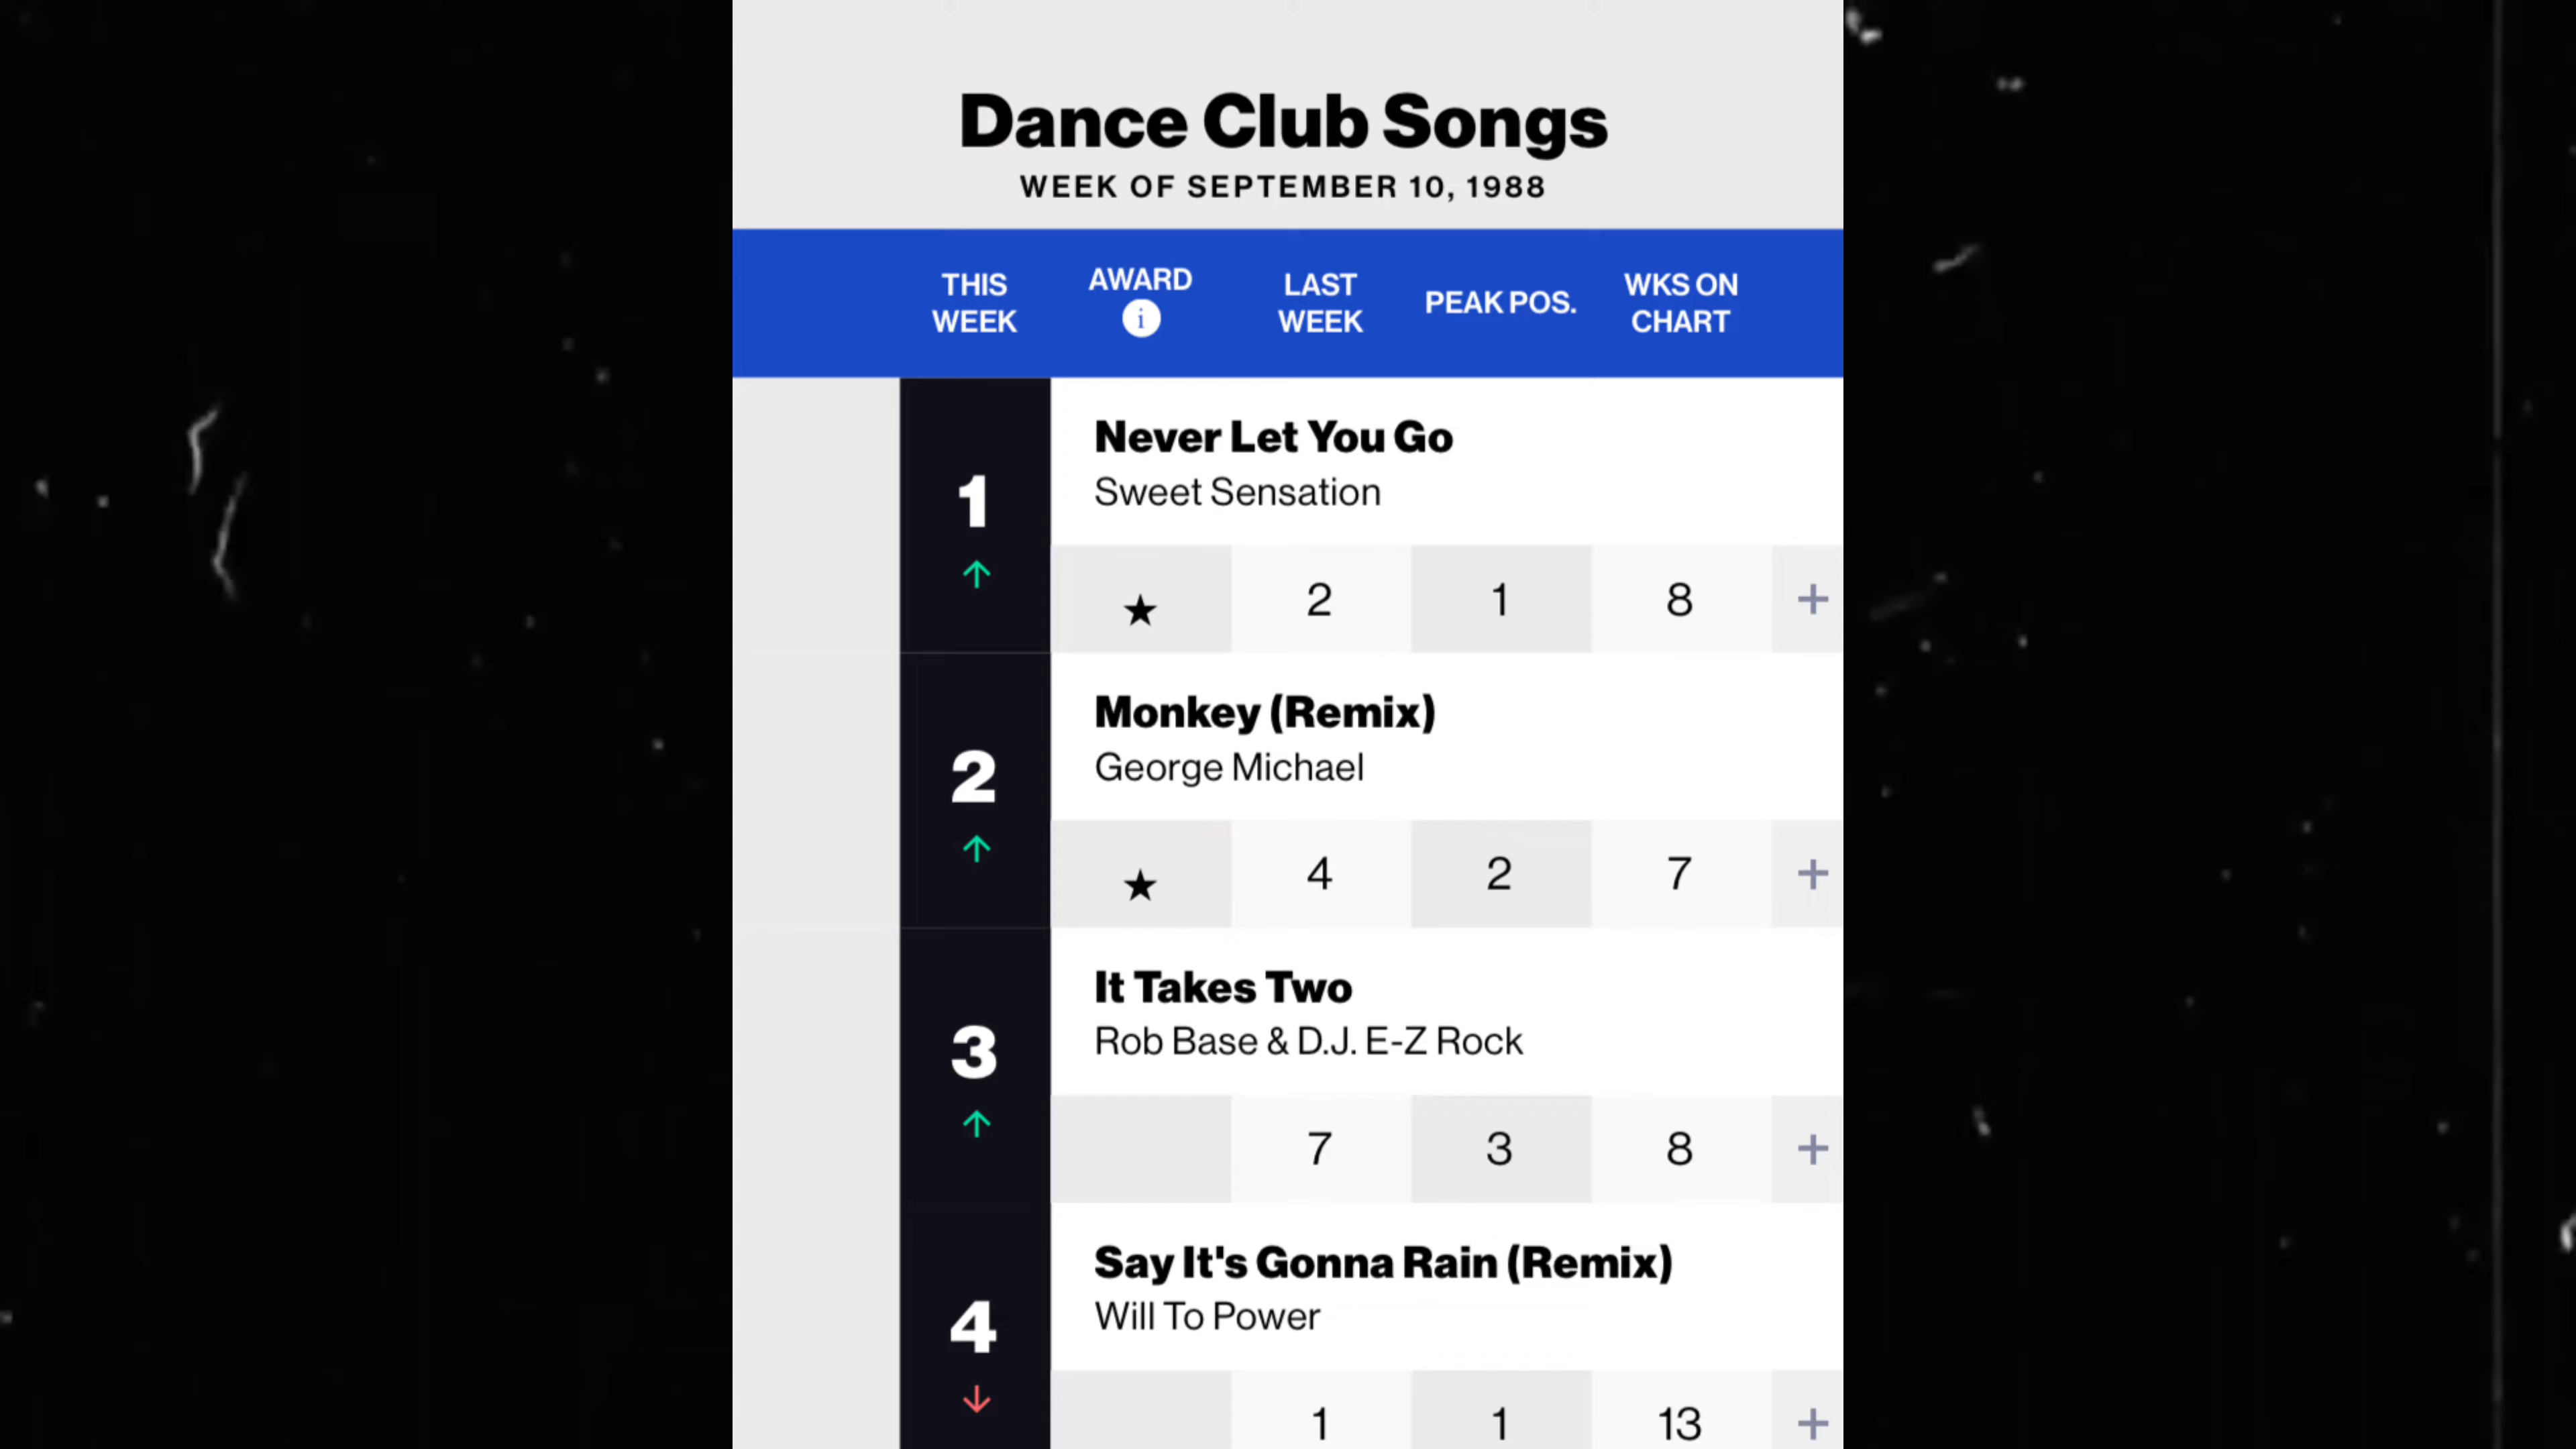 Dance Club Songs
WEEK OF SEPTEMBER 10, 1988
THIS WEEK
AWARD
i
LAST WEEK
PEAK POS.
WKS ON CHART
1
Never Let You Go
Sweet Sensation
★ 2 1 8 +
2
Monkey (Remix)
George Michael
★ 4 2 7 +
3
It Takes Two
Rob Base & D.J. E-Z Rock
7 3 8 +
4
Say It's Gonna Rain (Remix)
Will To Power
1 1 13 +